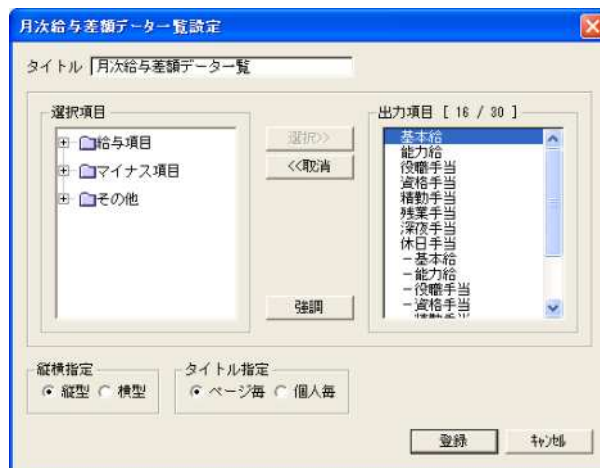 月次給与差額データ一覧設定
タイトル 月次給与差額データ一覧
選択項目
給与項目
マイナス項目
その他
選択>>
<<取消
強調
出力項目 [ 16 / 30 ]
基本給
能力給
役職手当
資格手当
精勤手当
残業手当
深夜手当
休日手当
－基本給
－能力給
－役職手当
－資格手当
縦横指定
縦型 横型
タイトル指定
ページ毎 個人毎
登録 キャンセル